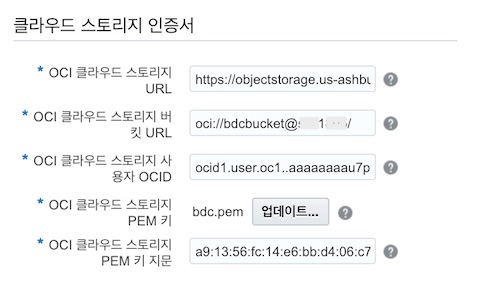 클라우드 스토리지 인증서
* OCI 클라우드 스토리지
URL
https://objectstorage.us-ashbu
* OCI 클라우드 스토리지 버
킷 URL
oci://bdcbucket@
* OCI 클라우드 스토리지 사
용자 OCID
ocid1.user.oc1..aaaaaaaau7p
* OCI 클라우드 스토리지
PEM 키
bdc.pem 업데이트...
* OCI 클라우드 스토리지
PEM 키 지문
a9:13:56:fc:14:e6:bb:d4:06:c7